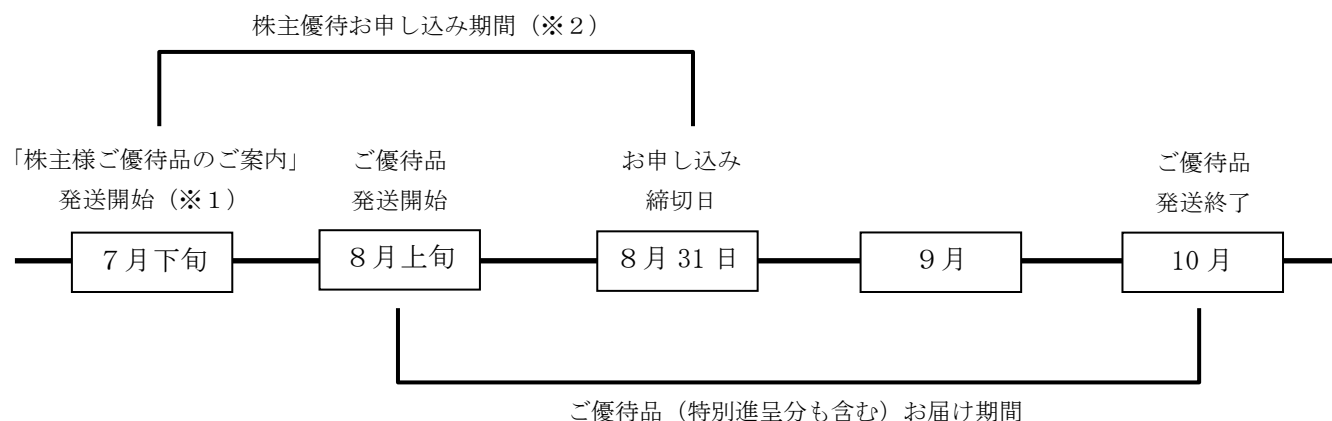 株主優待お申し込み期間（※２）
「株主様ご優待品のご案内」
発送開始（※１）
ご優待品
発送開始
お申し込み
締切日
ご優待品
発送終了
７月下旬
８月上旬
８月 31 日
９月
10 月
ご優待品（特別進呈分も含む）お届け期間